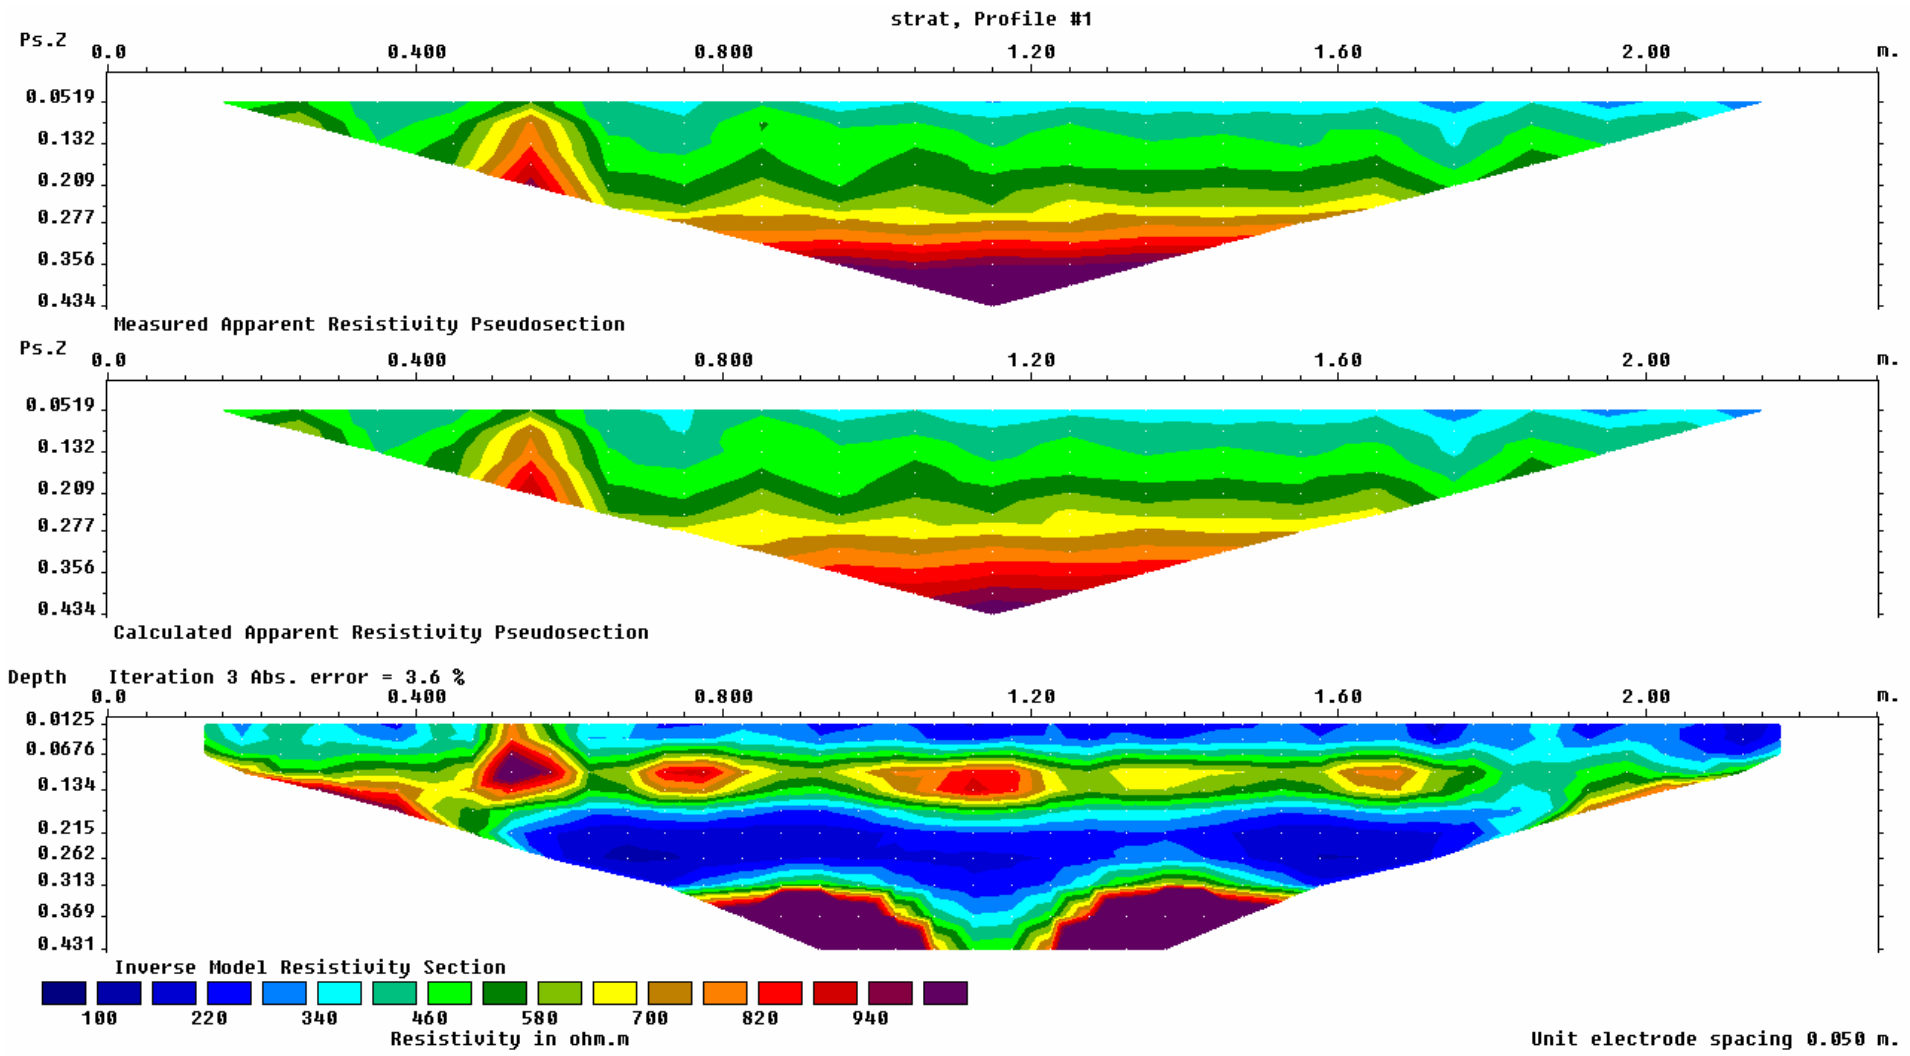 strat, Profile #1
Ps.Z 0.0 0.400 0.800 1.20 1.60 2.00 m.
0.0519
0.132
0.209
0.277
0.356
0.434
Measured Apparent Resistivity Pseudosection
Ps.Z 0.0 0.400 0.800 1.20 1.60 2.00 m.
0.0519
0.132
0.209
0.277
0.356
0.434
Calculated Apparent Resistivity Pseudosection
Depth Iteration 3 Abs. error = 3.6 %
0.0 0.400 0.800 1.20 1.60 2.00 m.
0.0125
0.0676
0.134
0.215
0.262
0.313
0.369
0.431
Inverse Model Resistivity Section
100 220 340 460 580 700 820 940
Resistivity in ohm.m Unit electrode spacing 0.050 m.